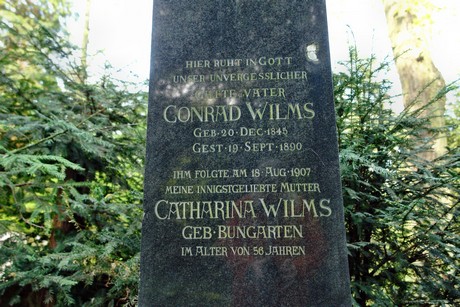 HIER RUHT IN GOTT
UNSER UNVERGESSLICHER
GUTE VATER
CONRAD WILMS
GEB·20·DEC·1845
GEST·19·SEPT·1890
IHM FOLGTE AM 18 AUG·1907
MEINE INNIGSTGELIEBTE MUTTER
CATHARINA WILMS
GEB·BUNGARTEN
IM ALTER VON 56 JAHREN